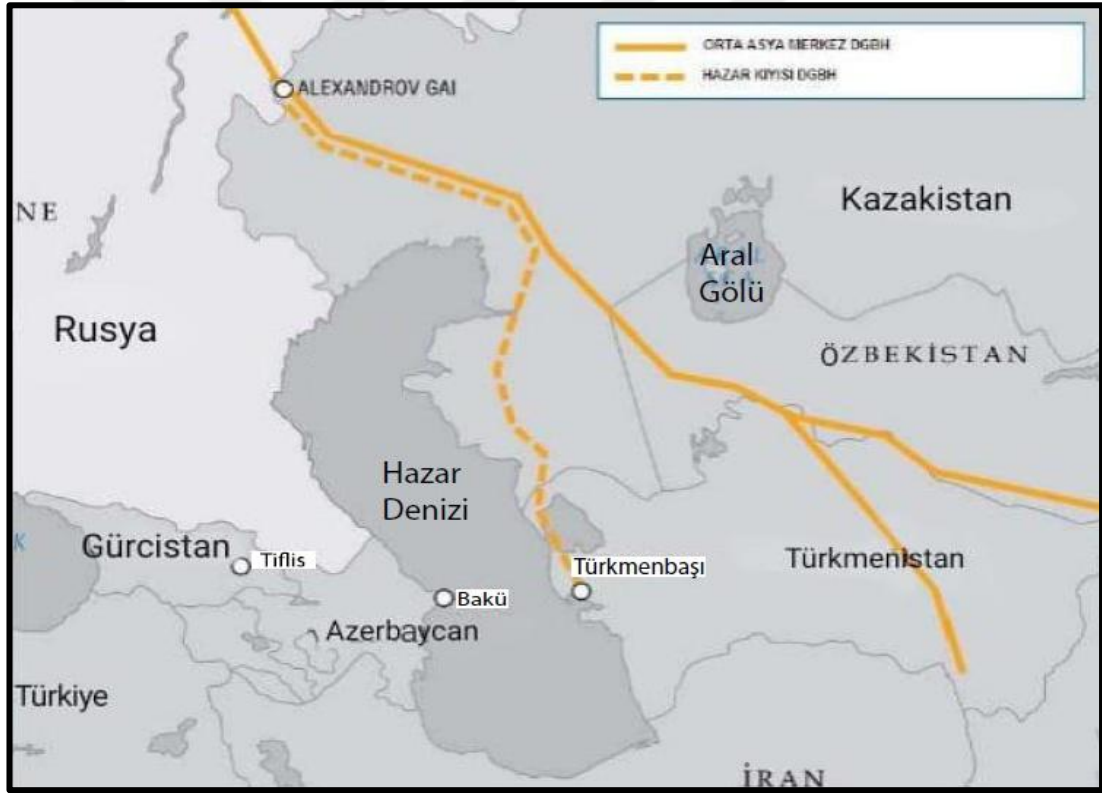 ORTA ASYA MERKEZ DGBH
HAZAR KIYISI DGBH
ALEXANDROV GAI
Kazakistan
NE
Aral
Gölü
Rusya
ÖZBEKİSTAN
Hazar
Denizi
Gürcistan
Tiflis
Türkmenbaşı
Türkmenistan
Bakü
Azerbaycan
Türkiye
İRAN